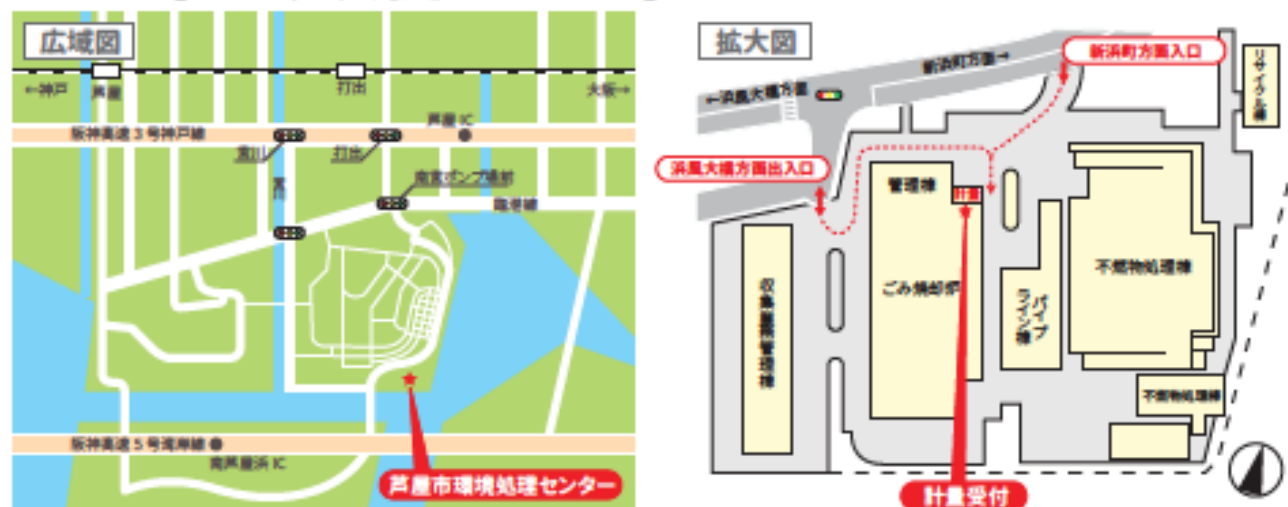 広域図
←神戸
芦屋
打出
大阪→
阪神高速3号神戸線
芦屋IC
宮川
打出
宮川
南宮ポンプ場前
臨港線
阪神高速5号湾岸線
南芦屋浜IC
芦屋市環境処理センター
拡大図
新浜町方面→
新浜町方面入口
←浜風大橋方面
浜風大橋方面出入口
リサイクル棟
管理棟
計量
ごみ焼却炉
収集業務管理棟
パイプ
ライン棟
不燃物処理棟
不燃物処理棟
計量受付